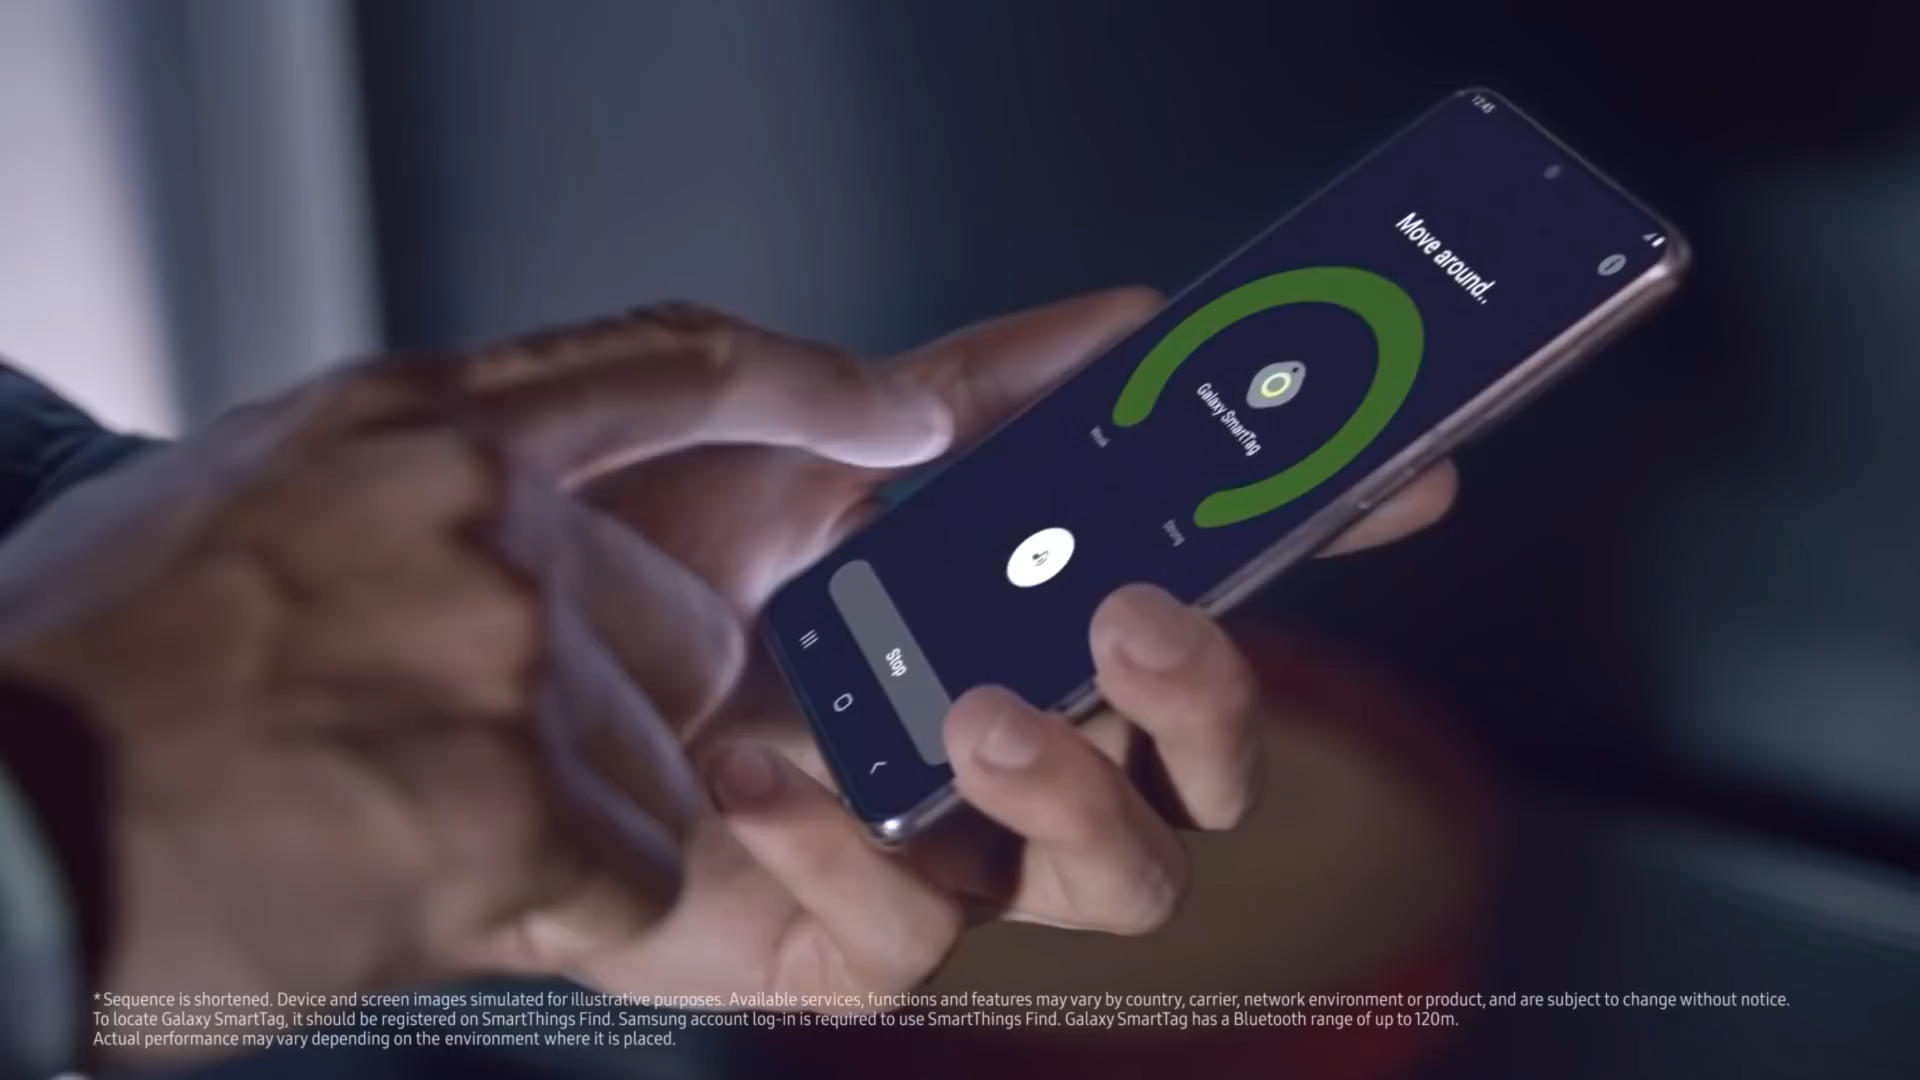 12:45
Move around..
Galaxy SmartTag
Weak
Strong
Stop
* Sequence is shortened. Device and screen images simulated for illustrative purposes. Available services, functions and features may vary by country, carrier, network environment or product, and are subject to change without notice.
To locate Galaxy SmartTag, it should be registered on SmartThings Find. Samsung account log-in is required to use SmartThings Find. Galaxy SmartTag has a Bluetooth range of up to 120m.
Actual performance may vary depending on the environment where it is placed.